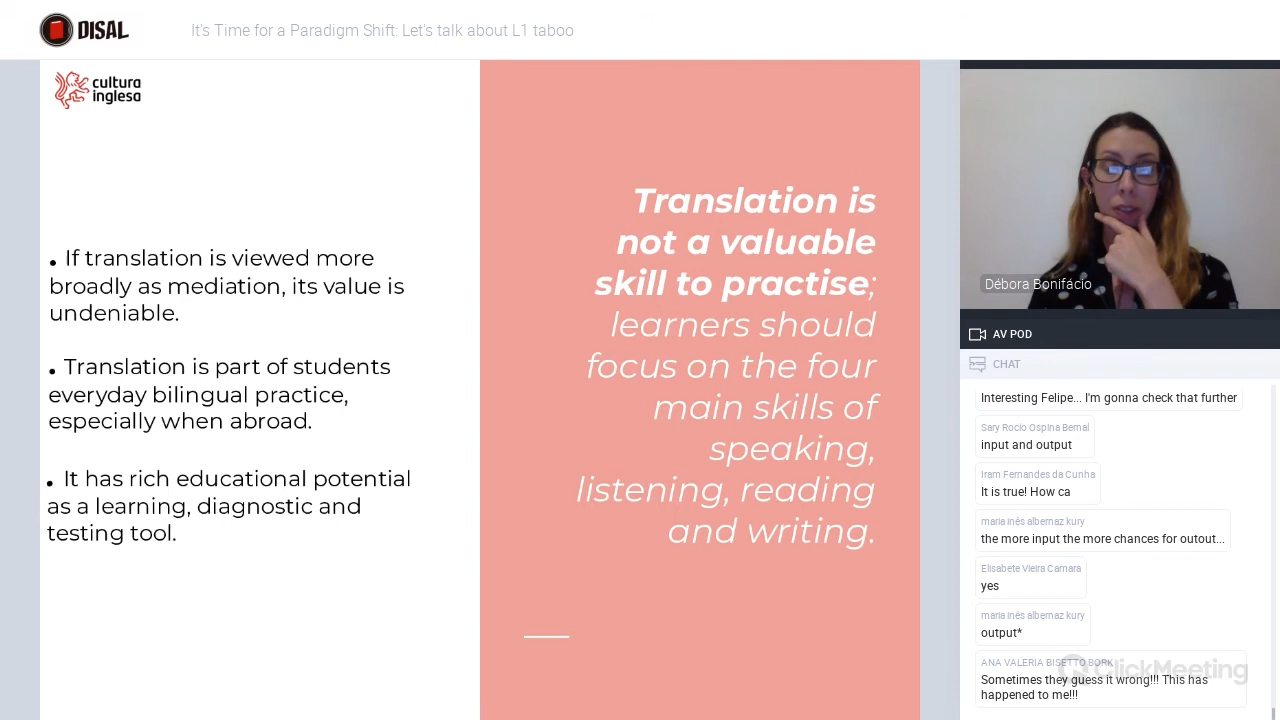 DISAL
It's Time for a Paradigm Shift: Let's talk about L1 taboo
cultura
inglesa
. If translation is viewed more
broadly as mediation, its value is
undeniable.
. Translation is part of students
everyday bilingual practice,
especially when abroad.
. It has rich educational potential
as a learning, diagnostic and
testing tool.
Translation is
not a valuable
skill to practise;
learners should
focus on the four
main skills of
speaking,
listening, reading
and writing.
Débora Bonifácio
AV POD
CHAT
Interesting Felipe... I'm gonna check that further
Sary Rocio Ospina Bernal
input and output
Iram Fernandes da Cunha
It is true! How ca
maria inês albernaz kury
the more input the more chances for outout...
Elisabete Vieira Camara
yes
maria inês albernaz kury
output*
ANA VALERIA BISETTO BORK
ClickMeeting
Sometimes they guess it wrong!!! This has
happened to me!!!